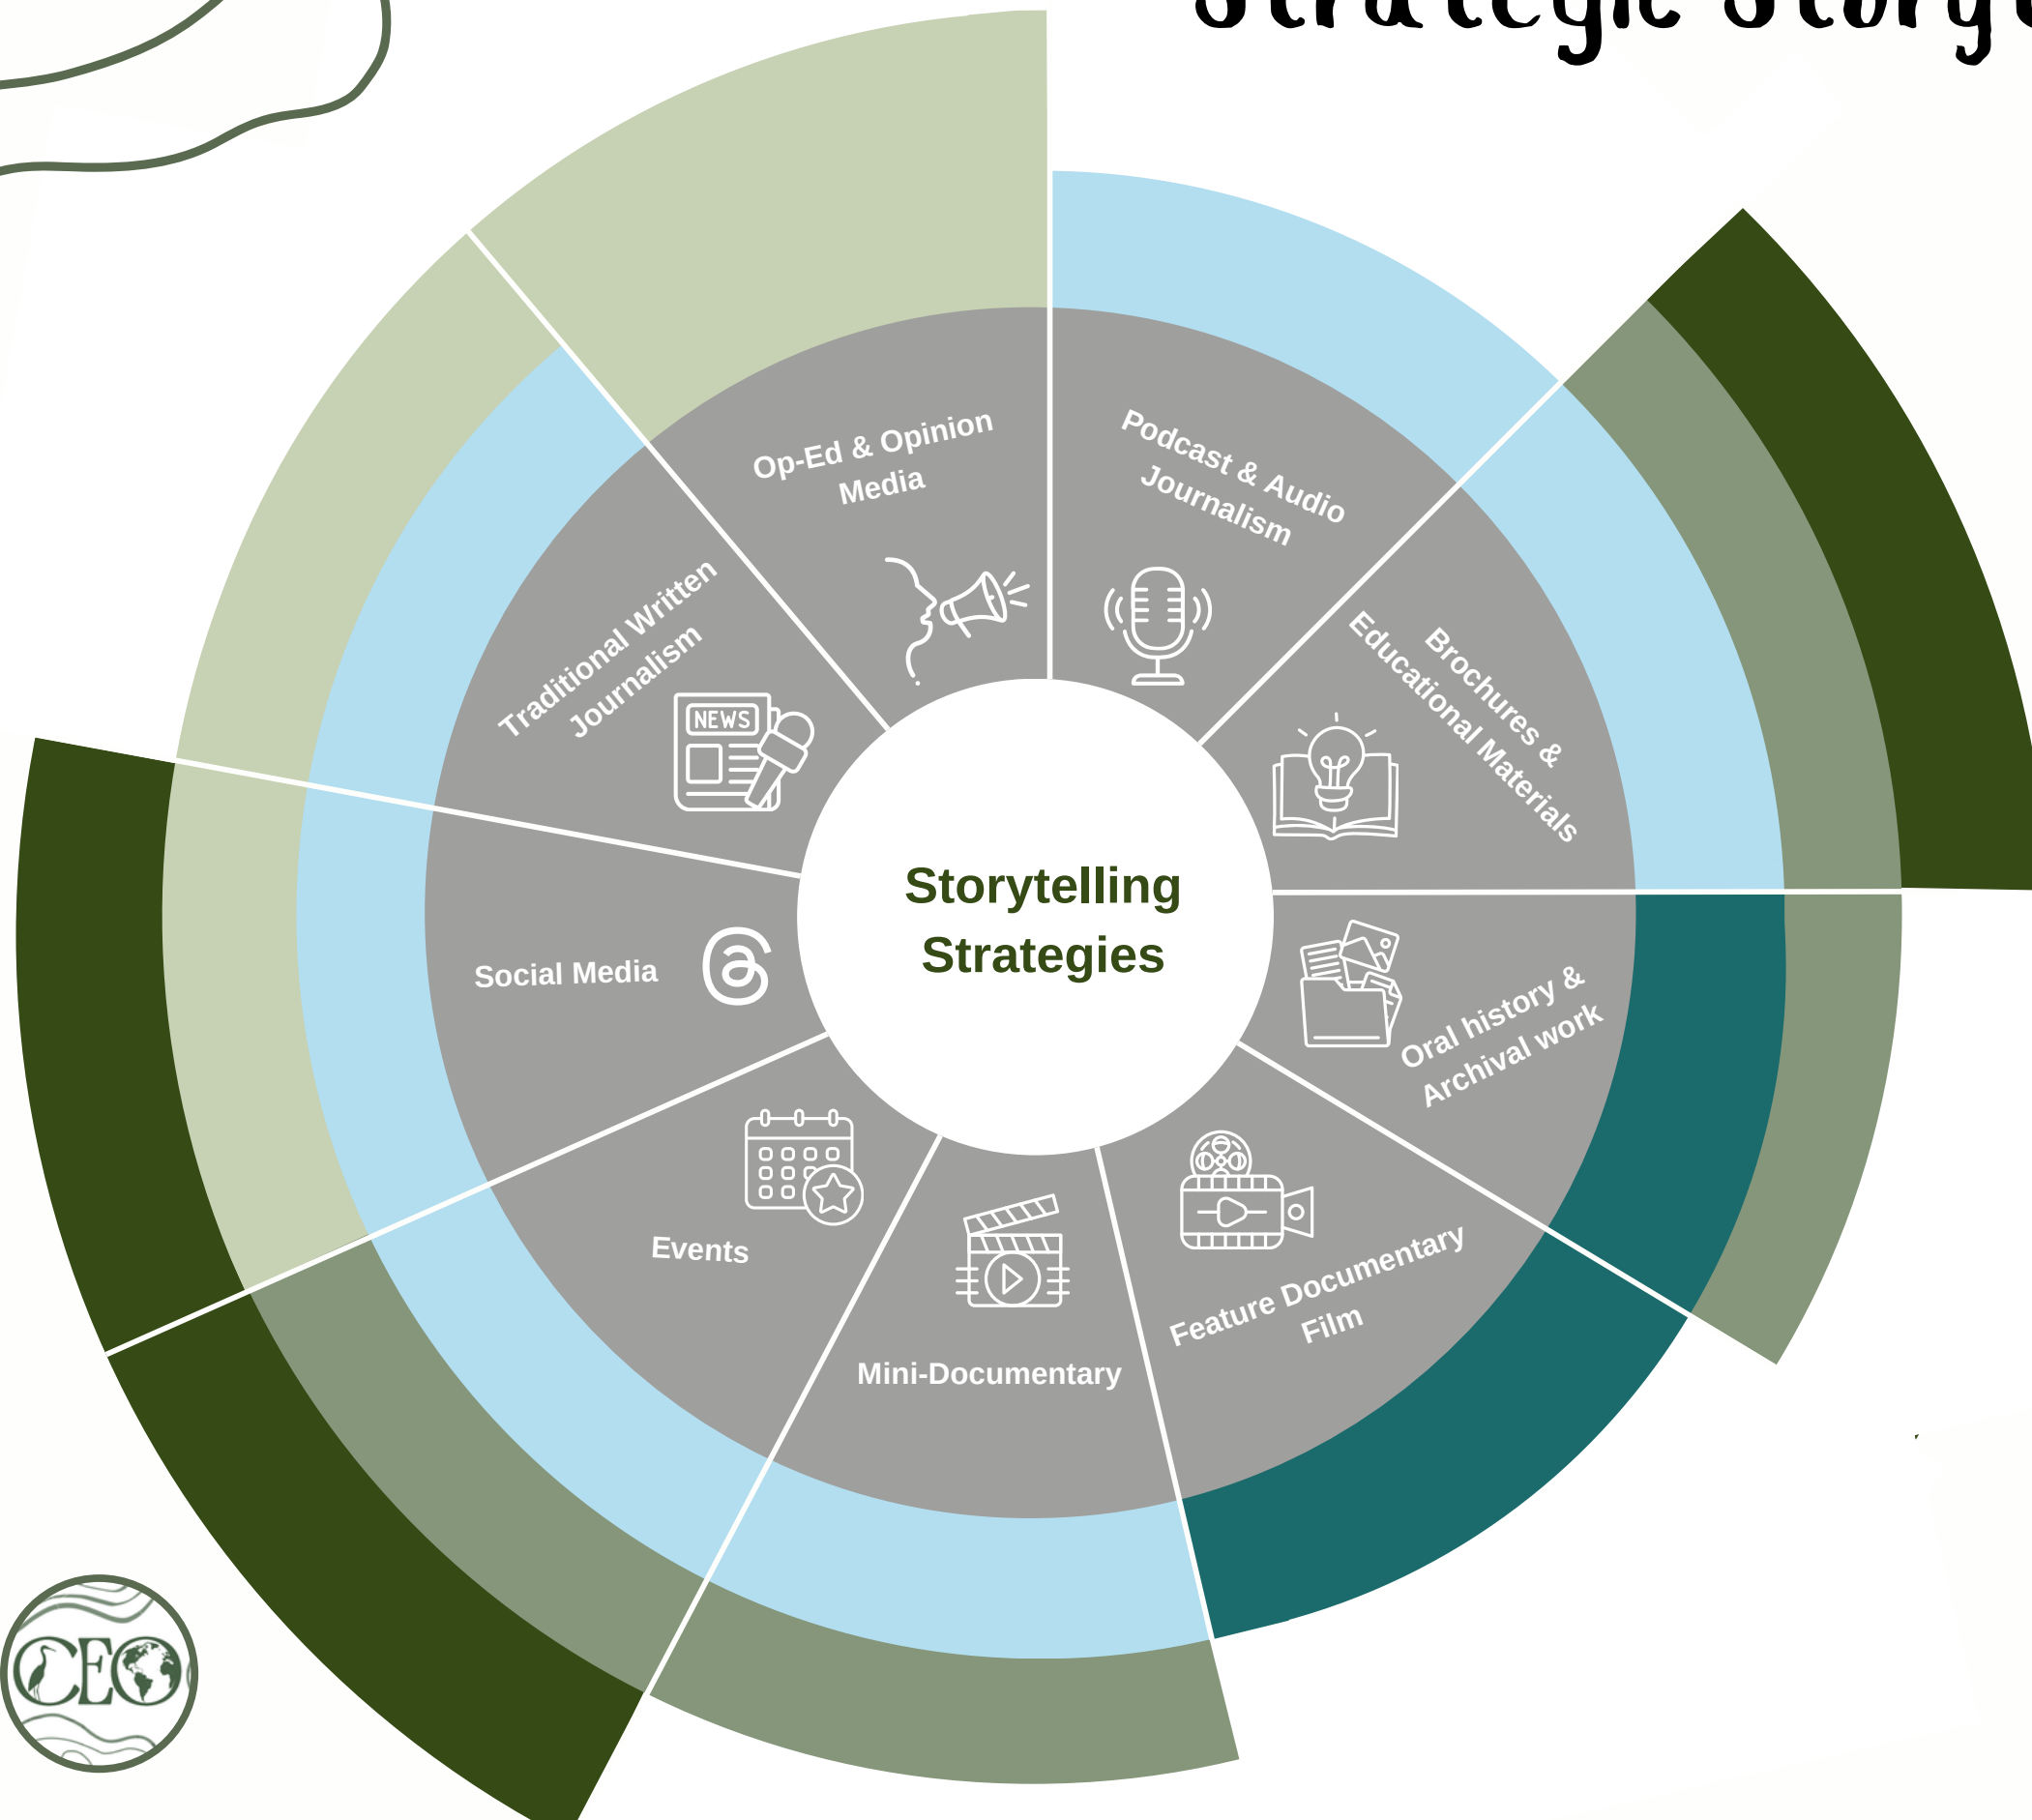 Strategic
Op-Ed & Opinion
Media
Podcast & Audio
Journalism
Traditional Written
Journalism
NEWS
Brochures &
Educational Materials
Storytelling
Strategies
Social Media
Oral history &
Archival work
Events
Feature Documentary
Film
Mini-Documentary
CEO